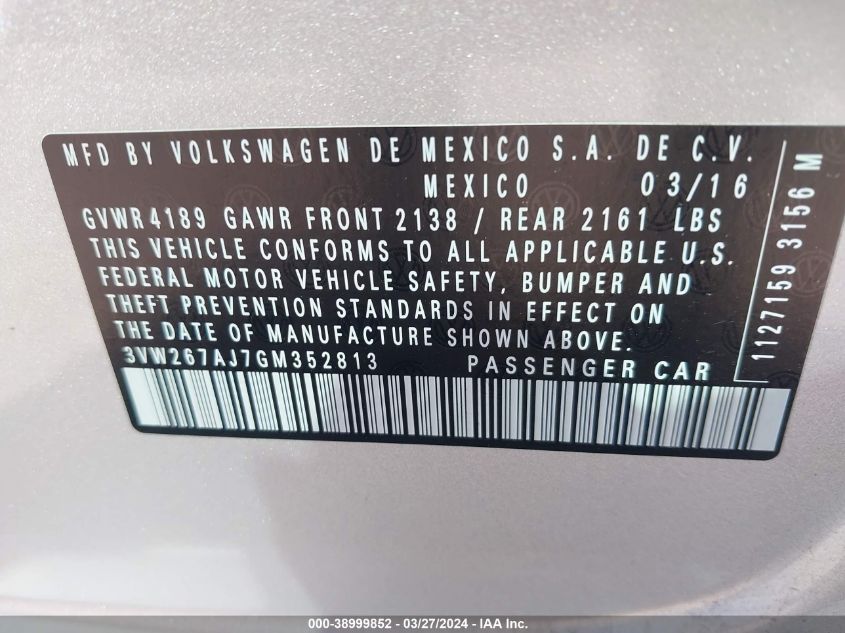 MFD BY VOLKSWAGEN DE MEXICO S.A. DE C.V.
MEXICO 03/16
GVWR 4189 GAWR FRONT 2138 / REAR 2161 LBS
THIS VEHICLE CONFORMS TO ALL APPLICABLE U.S.
FEDERAL MOTOR VEHICLE SAFETY, BUMPER AND
THEFT PREVENTION STANDARDS IN EFFECT ON
THE DATE OF MANUFACTURE SHOWN ABOVE.
3VW267AJ7GM352813 PASSENGER CAR
1127159 3156 M
000-38999852 / 03/27/2024 - IAA Inc.